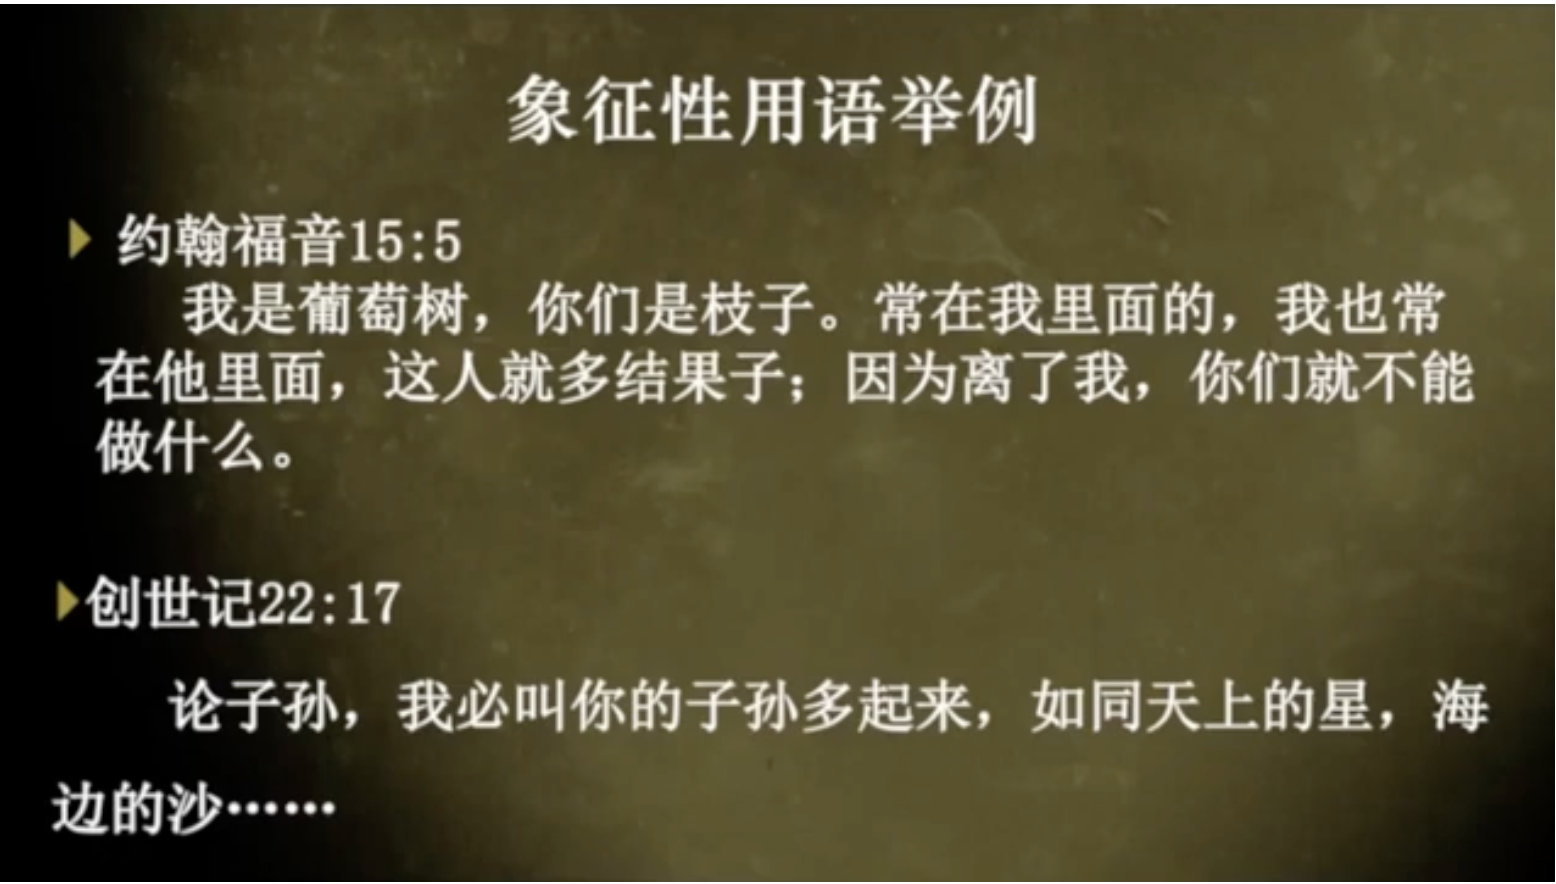 象征性用语举例
约翰福音15:5
我是葡萄树，你们是枝子。常在我里面的，我也常
在他里面，这人就多结果子；因为离了我，你们就不能
做什么。
创世记22:17
论子孙，我必叫你的子孙多起来，如同天上的星，海
边的沙……